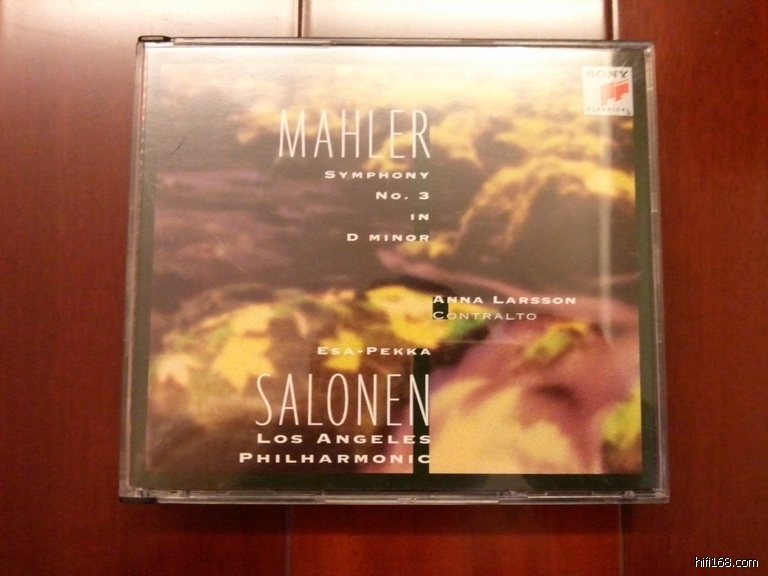 SONY
CLASSICAL
MAHLER
SYMPHONY
NO. 3
IN
D MINOR
ANNA LARSSON
CONTRALTO
ESA-PEKKA
SALONEN
LOS ANGELES
PHILHARMONIC
hifi168.com